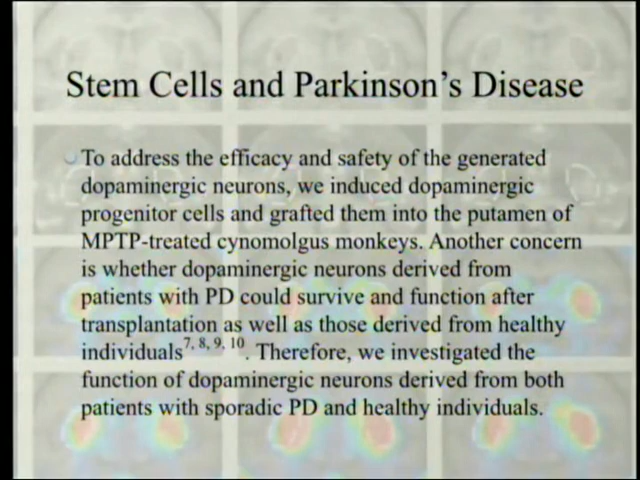 Stem Cells and Parkinson’s Disease
To address the efficacy and safety of the generated
dopaminergic neurons, we induced dopaminergic
progenitor cells and grafted them into the putamen of
MPTP-treated cynomolgus monkeys. Another concern
is whether dopaminergic neurons derived from
patients with PD could survive and function after
transplantation as well as those derived from healthy
individuals7, 8, 9, 10. Therefore, we investigated the
function of dopaminergic neurons derived from both
patients with sporadic PD and healthy individuals.